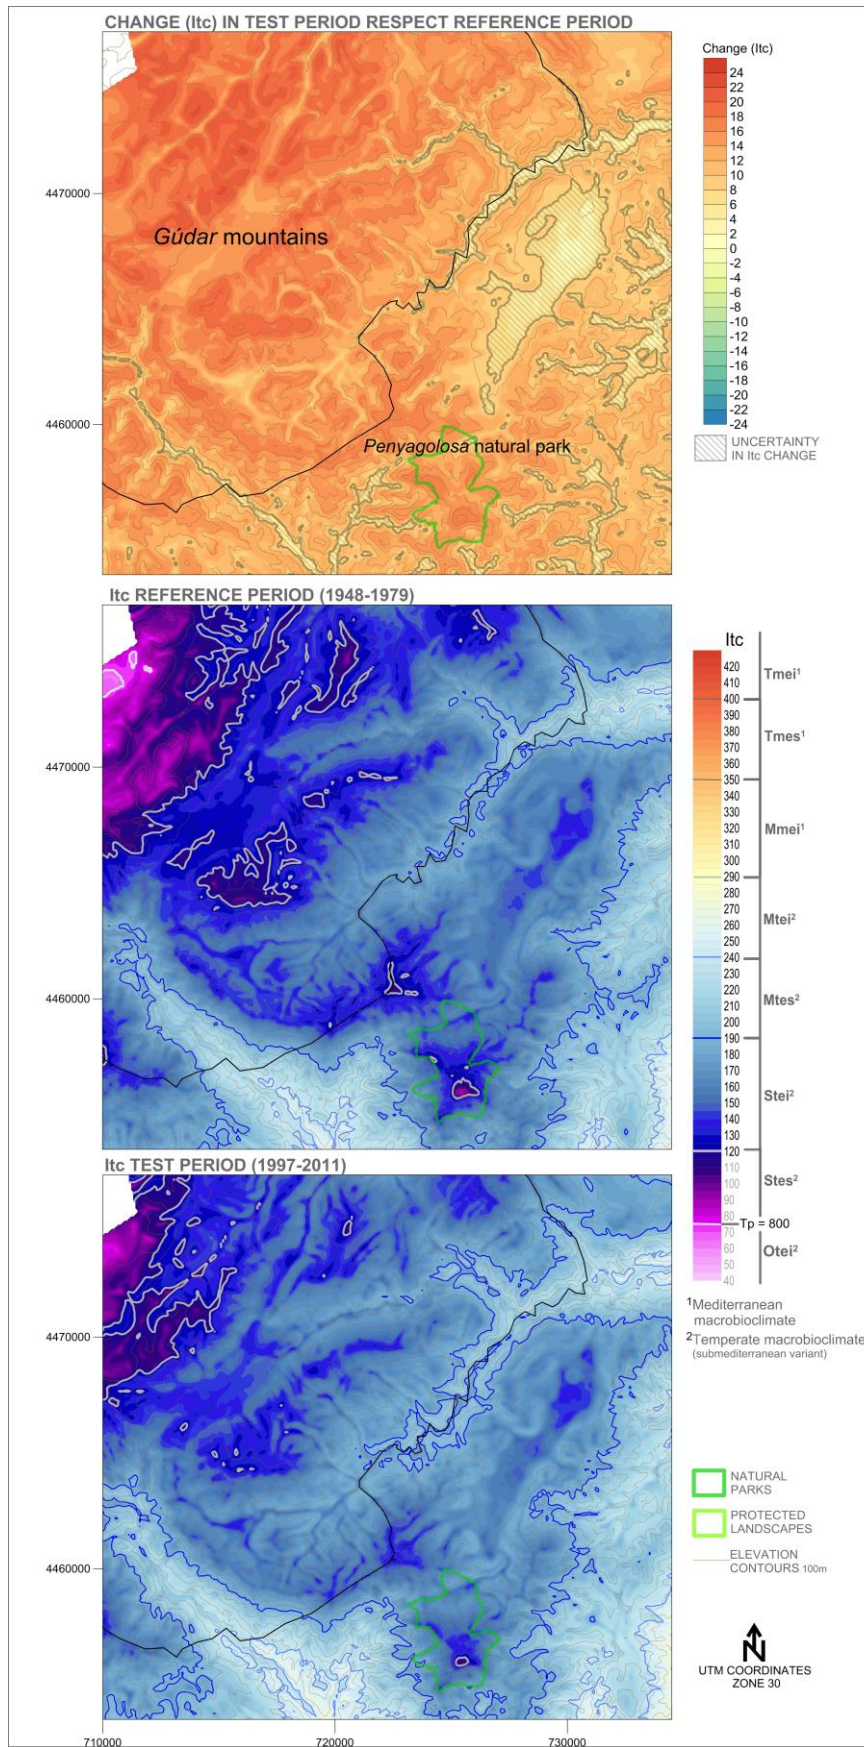 CHANGE (Itc) IN TEST PERIOD RESPECT REFERENCE PERIOD
Change (Itc)
24
22
20
18
16
14
12
10
8
6
4
2
0
-2
-4
-6
-8
-10
-12
-14
-16
-18
-20
-22
-24
UNCERTAINTY
IN Itc CHANGE
4470000
Gúdar mountains
4460000
Penyagolosa natural park
Itc REFERENCE PERIOD (1948-1979)
4470000
4460000
Itc
420
410
400
390
380
370
360
350
340
330
320
310
300
290
280
270
260
250
240
230
220
210
200
190
180
170
160
150
140
130
120
110
100
90
80
70
60
50
40
Tmei¹
Tmes¹
Mmei¹
Mtei²
Mtes²
Stei²
Stes²
Tp = 800
Otei²
¹Mediterranean
macrobioclimate
²Temperate macrobioclimate
(submediterranean variant)
Itc TEST PERIOD (1997-2011)
4470000
4460000
710000
720000
730000
NATURAL
PARKS
PROTECTED
LANDSCAPES
ELEVATION
CONTOURS 100m
N
UTM COORDINATES
ZONE 30